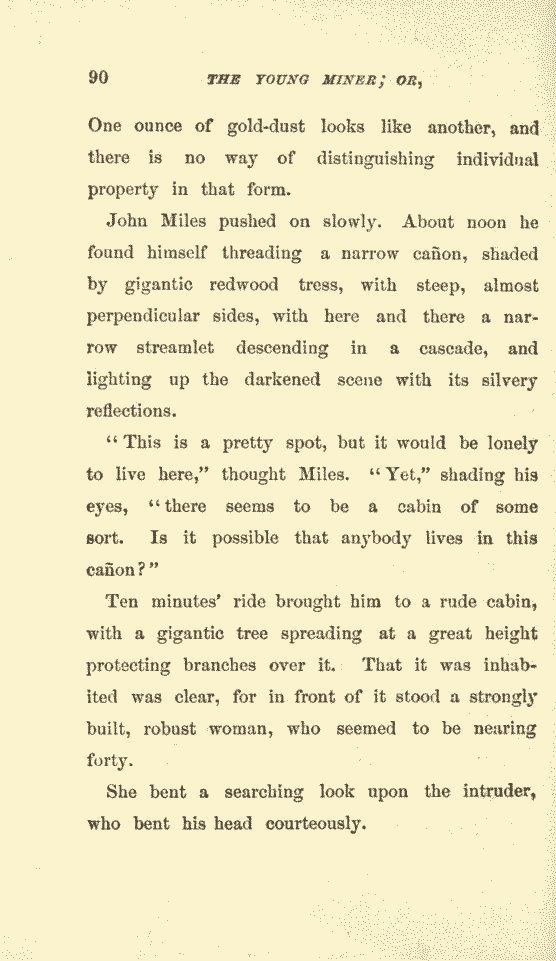 90 THE YOUNG MINER; OR,
One ounce of gold-dust looks like another, and
there is no way of distinguishing individual
property in that form.
John Miles pushed on slowly. About noon he
found himself threading a narrow cañon, shaded
by gigantic redwood tress, with steep, almost
perpendicular sides, with here and there a nar-
row streamlet descending in a cascade, and
lighting up the darkened scene with its silvery
reflections.
“This is a pretty spot, but it would be lonely
to live here,” thought Miles. “Yet,” shading his
eyes, “there seems to be a cabin of some
sort. Is it possible that anybody lives in this
cañon?”
Ten minutes’ ride brought him to a rude cabin,
with a gigantic tree spreading at a great height
protecting branches over it. That it was inhab-
ited was clear, for in front of it stood a strongly
built, robust woman, who seemed to be nearing
forty.
She bent a searching look upon the intruder,
who bent his head courteously.